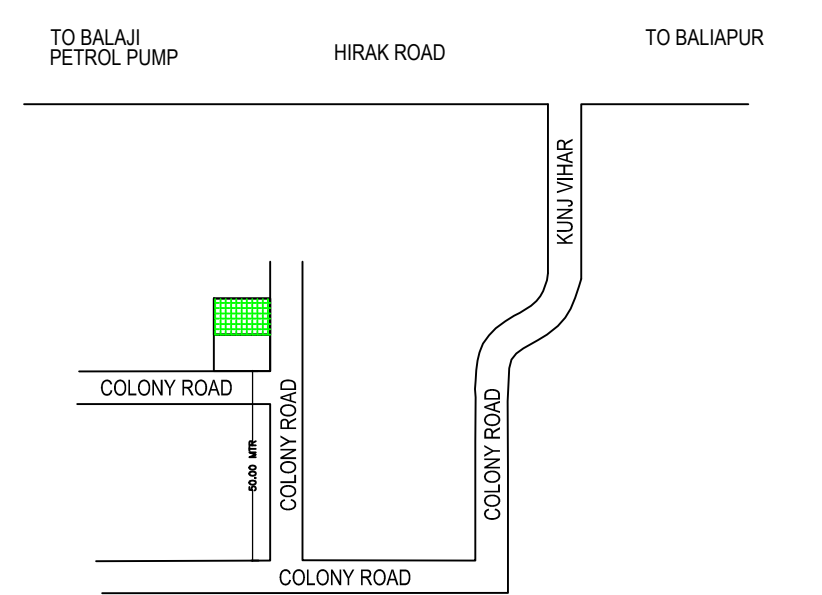 TO BALAJI
PETROL PUMP
HIRAK ROAD
TO BALIAPUR
KUNJ VIHAR
COLONY ROAD
COLONY ROAD
COLONY ROAD
50.00 MTR
COLONY ROAD